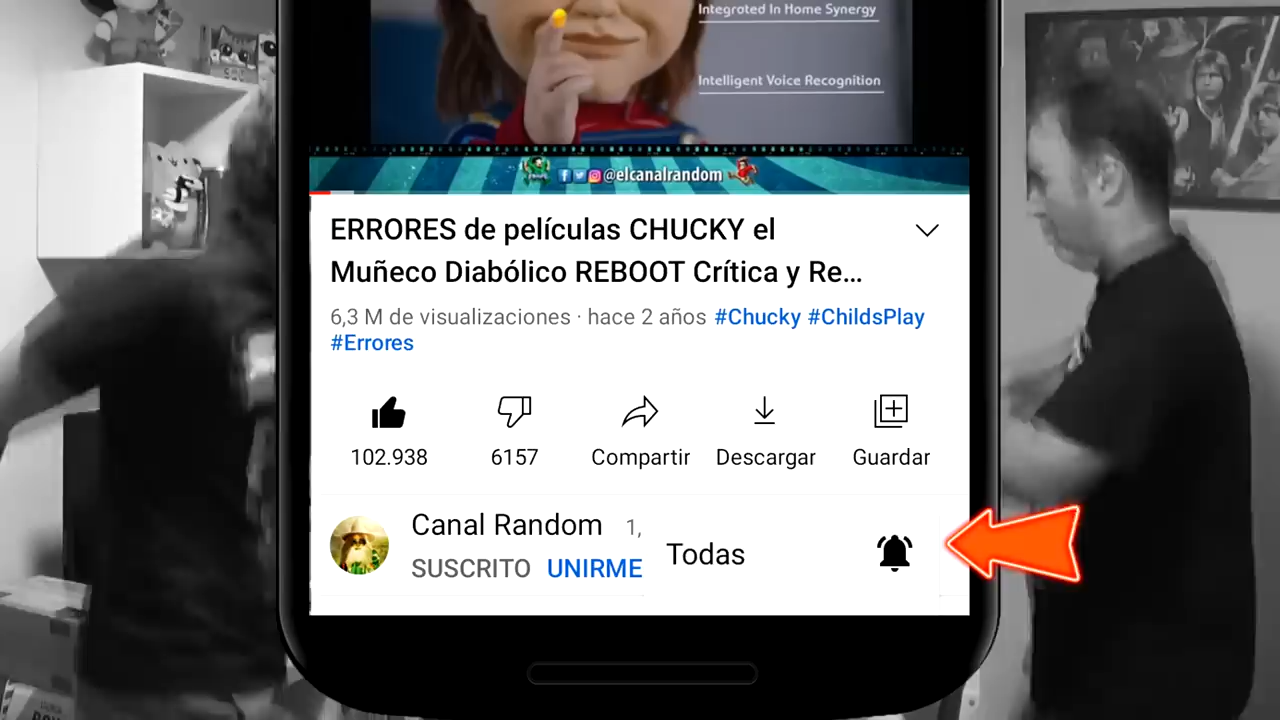 Integrated In Home Synergy
Intelligent Voice Recognition
@elcanalrandom
ERRORES de películas CHUCKY el
Muñeco Diabólico REBOOT Crítica y Re...
6,3 M de visualizaciones · hace 2 años #Chucky #ChildsPlay
#Errores
102.938 6157 Compartir Descargar Guardar
Canal Random 1,
SUSCRITO UNIRME
Todas